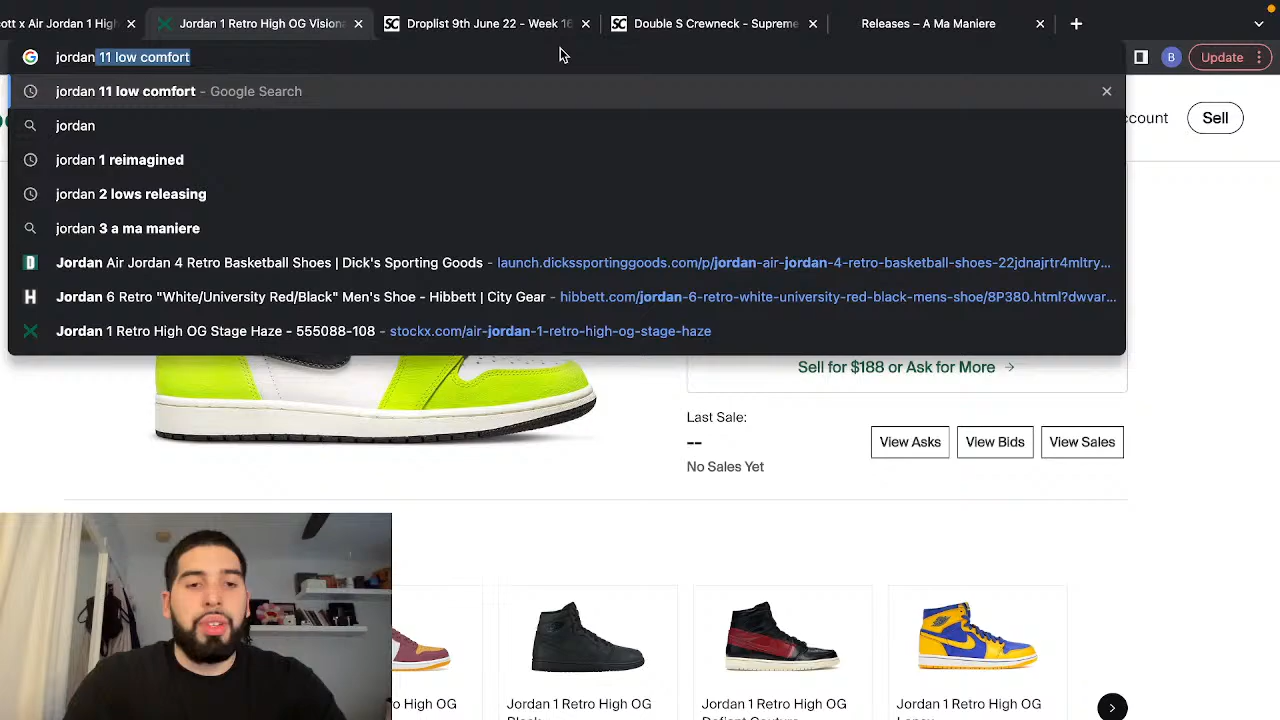 ott x Air Jordan 1 High
Jordan 1 Retro High OG Visiona
Droplist 9th June 22 - Week 16
Double S Crewneck - Supreme
Releases – A Ma Maniere
jordan 11 low comfort
B
Update
jordan 11 low comfort - Google Search
jordan
jordan 1 reimagined
jordan 2 lows releasing
jordan 3 a ma maniere
Jordan Air Jordan 4 Retro Basketball Shoes | Dick's Sporting Goods - launch.dickssportinggoods.com/p/jordan-air-jordan-4-retro-basketball-shoes-22jdnajrtr4mltry...
Jordan 6 Retro "White/University Red/Black" Men's Shoe - Hibbett | City Gear - hibbett.com/jordan-6-retro-white-university-red-black-mens-shoe/8P380.html?dwvar...
Jordan 1 Retro High OG Stage Haze - 555088-108 - stockx.com/air-jordan-1-retro-high-og-stage-haze
ccount
Sell
Sell for $188 or Ask for More
Last Sale:
--
No Sales Yet
View Asks
View Bids
View Sales
Retro High OG
Jordan 1 Retro High OG
Jordan 1 Retro High OG
Defiant Couture
Jordan 1 Retro High OG
Laney